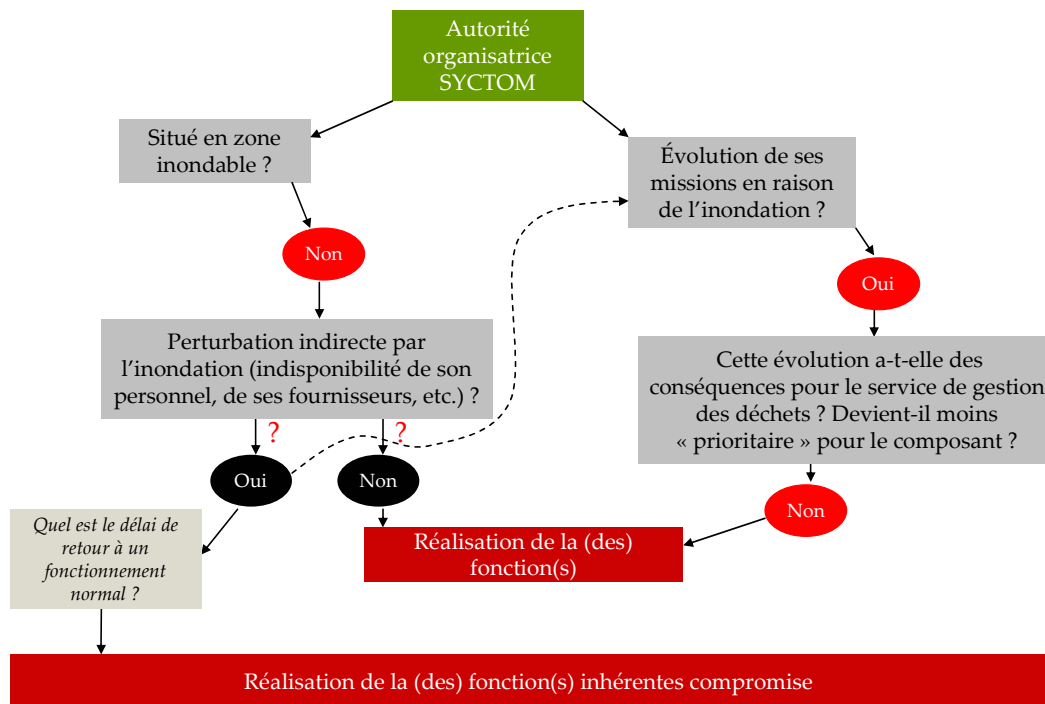 Autorité
organisatrice
SYCTOM
Situé en zone
inondable ?
Évolution de ses
missions en raison
de l’inondation ?
Non
Oui
Perturbation indirecte par
l’inondation (indisponibilité de son
personnel, de ses fournisseurs, etc.) ?
Cette évolution a-t-elle des
conséquences pour le service de gestion
des déchets ? Devient-il moins
« prioritaire » pour le composant ?
?
?
Oui
Non
Non
Quel est le délai de
retour à un
fonctionnement
normal ?
Réalisation de la (des)
fonction(s)
Réalisation de la (des) fonction(s) inhérentes compromise